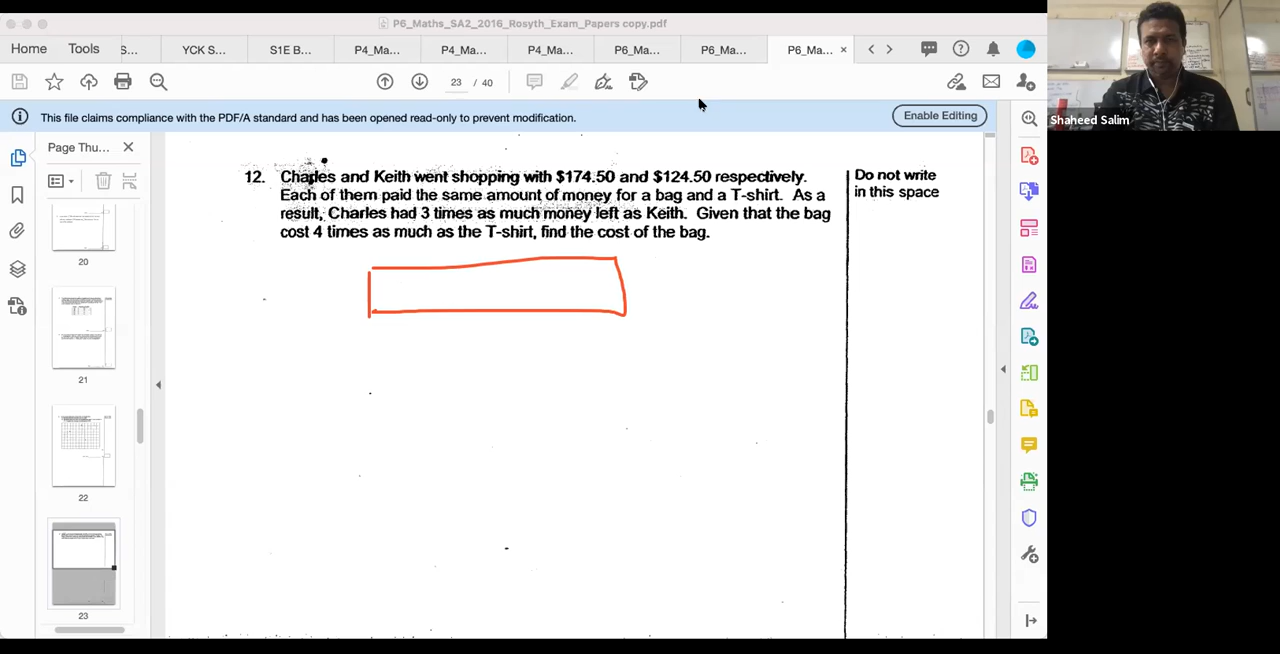 P6_Maths_SA2_2016_Rosyth_Exam_Papers copy.pdf
Home Tools S... YCK S... S1E B... P4_Ma... P4_Ma... P4_Ma... P6_Ma... P6_Ma... P6_Ma... ×
23 / 40
This file claims compliance with the PDF/A standard and has been opened read-only to prevent modification. Enable Editing
Shaheed Salim
Page Thu...
20
21
22
23
12. Charles and Keith went shopping with $174.50 and $124.50 respectively.
Each of them paid the same amount of money for a bag and a T-shirt. As a
result, Charles had 3 times as much money left as Keith. Given that the bag
cost 4 times as much as the T-shirt, find the cost of the bag.
Do not write
in this space